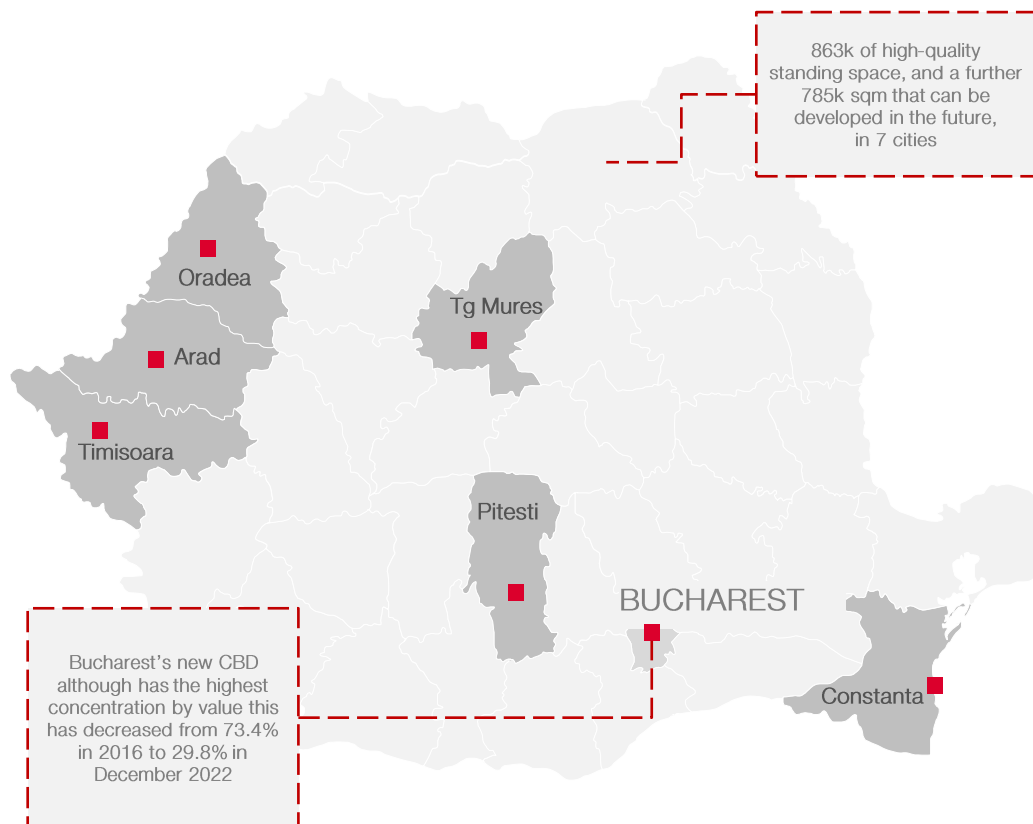 863k of high-quality
standing space, and a further
785k sqm that can be
developed in the future,
in 7 cities
Oradea
Tg Mures
Arad
Timisoara
Pitesti
BUCHAREST
Constanta
Bucharest's new CBD
although has the highest
concentration by value this
has decreased from 73.4%
in 2016 to 29.8% in
December 2022